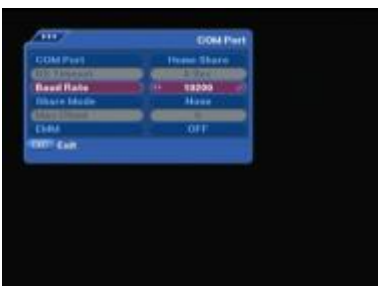 COM Port
COM Port Home Share
Baud Rate 19200
Share Mode None
EMM OFF
Exit